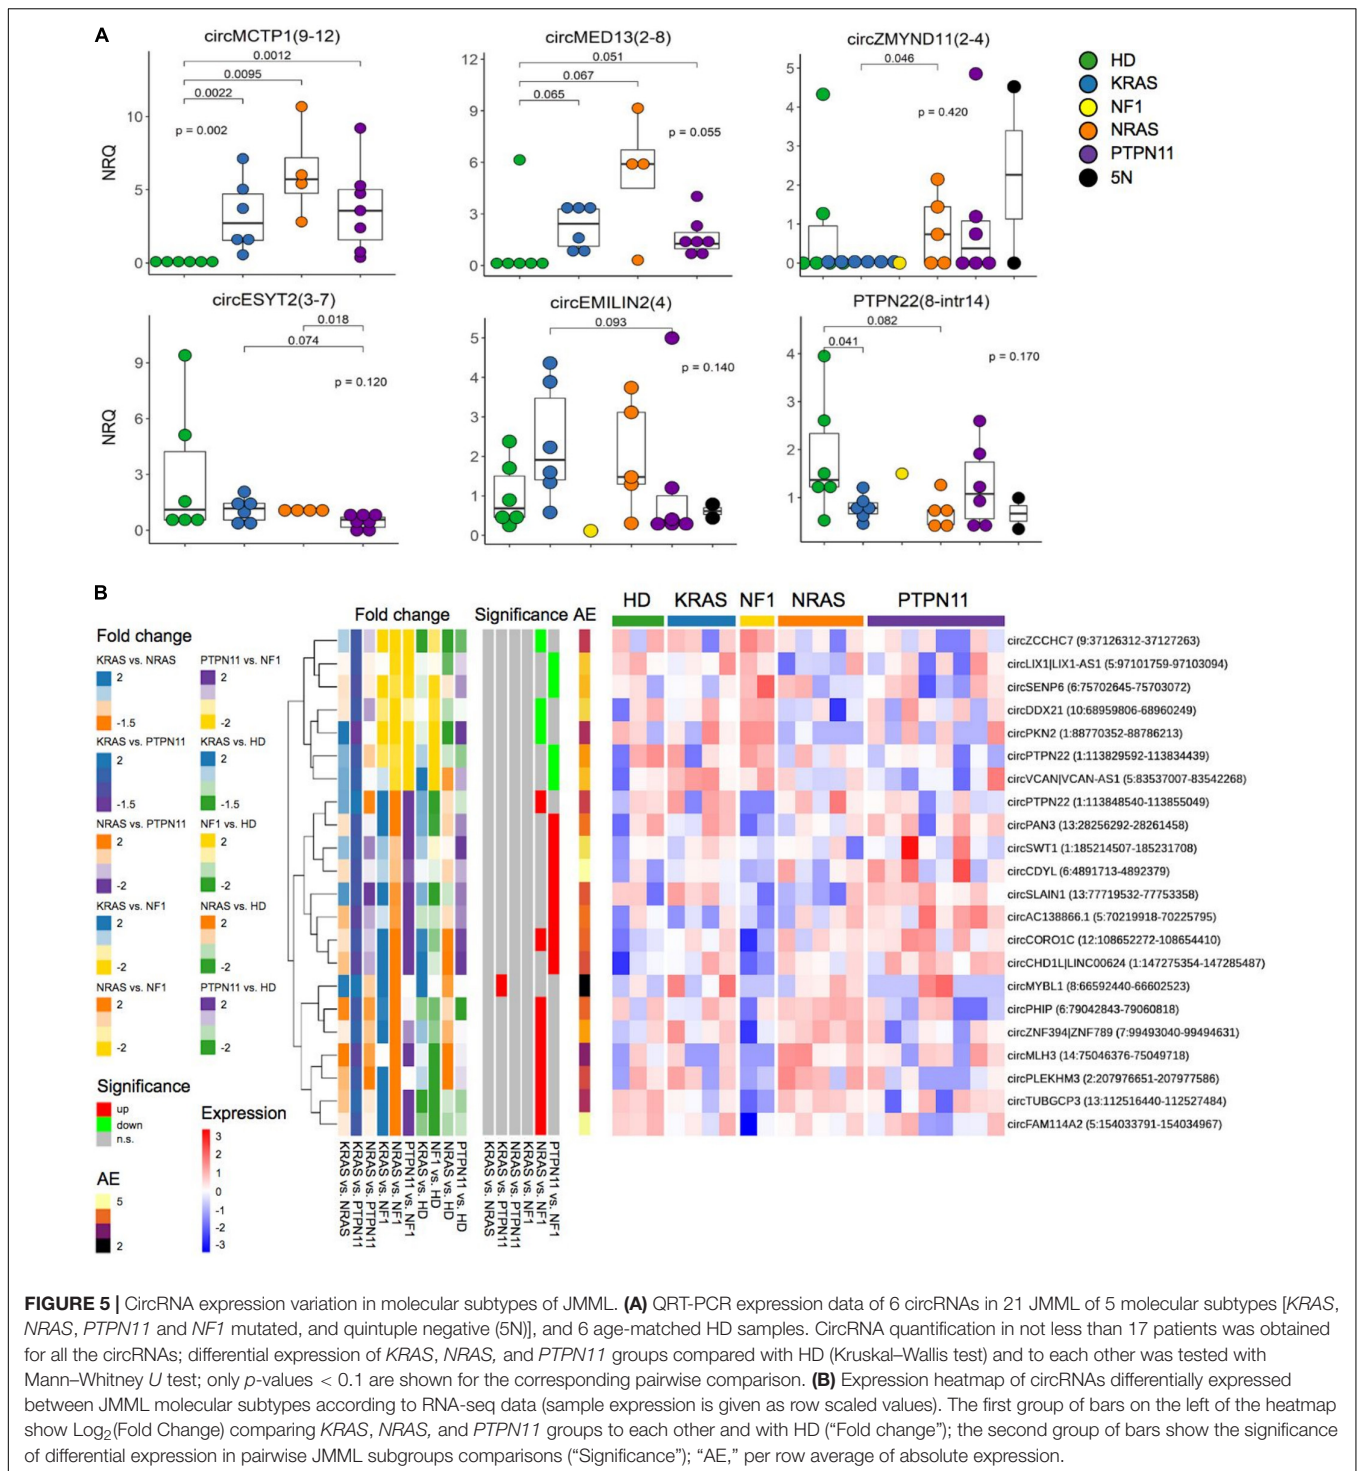 A
circMCTP1(9-12)
0.0012
0.0095
0.0022
p = 0.002
NRQ
10
5
0
circMED13(2-8)
0.051
0.067
0.065
p = 0.055
12
9
6
3
0
circZMYND11(2-4)
0.046
p = 0.420
5
4
3
2
1
0
HD
KRAS
NF1
NRAS
PTPN11
5N
circESYT2(3-7)
0.018
0.074
p = 0.120
NRQ
9
6
3
0
circEMILIN2(4)
0.093
p = 0.140
5
4
3
2
1
0
PTPN22(8-intr14)
0.082
0.041
p = 0.170
4
3
2
1
B
Fold change
KRAS vs. NRAS
2
-1.5
PTPN11 vs. NF1
2
-2
KRAS vs. PTPN11
2
-1.5
KRAS vs. HD
2
-1.5
NRAS vs. PTPN11
2
-2
NF1 vs. HD
2
-2
KRAS vs. NF1
2
-2
NRAS vs. HD
2
-2
NRAS vs. NF1
2
-2
PTPN11 vs. HD
2
-2
Significance
up
down
n.s.
AE
5
2
Expression
3
2
1
0
-1
-2
-3
Fold change
Significance AE
HD KRAS NF1 NRAS PTPN11
circZCCHC7 (9:37126312-37127263)
circLIX1|LIX1-AS1 (5:97101759-97103094)
circSENP6 (6:75702645-75703072)
circDDX21 (10:68959806-68960249)
circPKN2 (1:88770352-88786213)
circPTPN22 (1:113829592-113834439)
circVCAN|VCAN-AS1 (5:83537007-83542268)
circPTPN22 (1:113848540-113855049)
circPAN3 (13:28256292-28261458)
circSWT1 (1:185214507-185231708)
circCDYL (6:4891713-4892379)
circSLAIN1 (13:77719532-77753358)
circAC138866.1 (5:70219918-70225795)
circCORO1C (12:108652272-108654410)
circCHD1L|LINC00624 (1:147275354-147285487)
circMYBL1 (8:66592440-66602523)
circPHIP (6:79042843-79060818)
circZNF394|ZNF789 (7:99493040-99494631)
circMLH3 (14:75046376-75049718)
circPLEKHM3 (2:207976651-207977586)
circTUBGCP3 (13:112516440-112527484)
circFAM114A2 (5:154033791-154034967)
KRAS vs. NRAS
KRAS vs. PTPN11
NRAS vs. PTPN11
KRAS vs. NF1
NRAS vs. NF1
PTPN11 vs. NF1
KRAS vs. HD
NF1 vs. HD
NRAS vs. HD
PTPN11 vs. HD
KRAS vs. NRAS
KRAS vs. PTPN11
NRAS vs. PTPN11
KRAS vs. NF1
NRAS vs. NF1
PTPN11 vs. NF1
FIGURE 5 | CircRNA expression variation in molecular subtypes of JMML. (A) QRT-PCR expression data of 6 circRNAs in 21 JMML of 5 molecular subtypes [KRAS,
NRAS, PTPN11 and NF1 mutated, and quintuple negative (5N)], and 6 age-matched HD samples. CircRNA quantification in not less than 17 patients was obtained
for all the circRNAs; differential expression of KRAS, NRAS, and PTPN11 groups compared with HD (Kruskal–Wallis test) and to each other was tested with
Mann–Whitney U test; only p-values < 0.1 are shown for the corresponding pairwise comparison. (B) Expression heatmap of circRNAs differentially expressed
between JMML molecular subtypes according to RNA-seq data (sample expression is given as row scaled values). The first group of bars on the left of the heatmap
show Log2(Fold Change) comparing KRAS, NRAS, and PTPN11 groups to each other and with HD (“Fold change”); the second group of bars show the significance
of differential expression in pairwise JMML subgroups comparisons (“Significance”); “AE,” per row average of absolute expression.